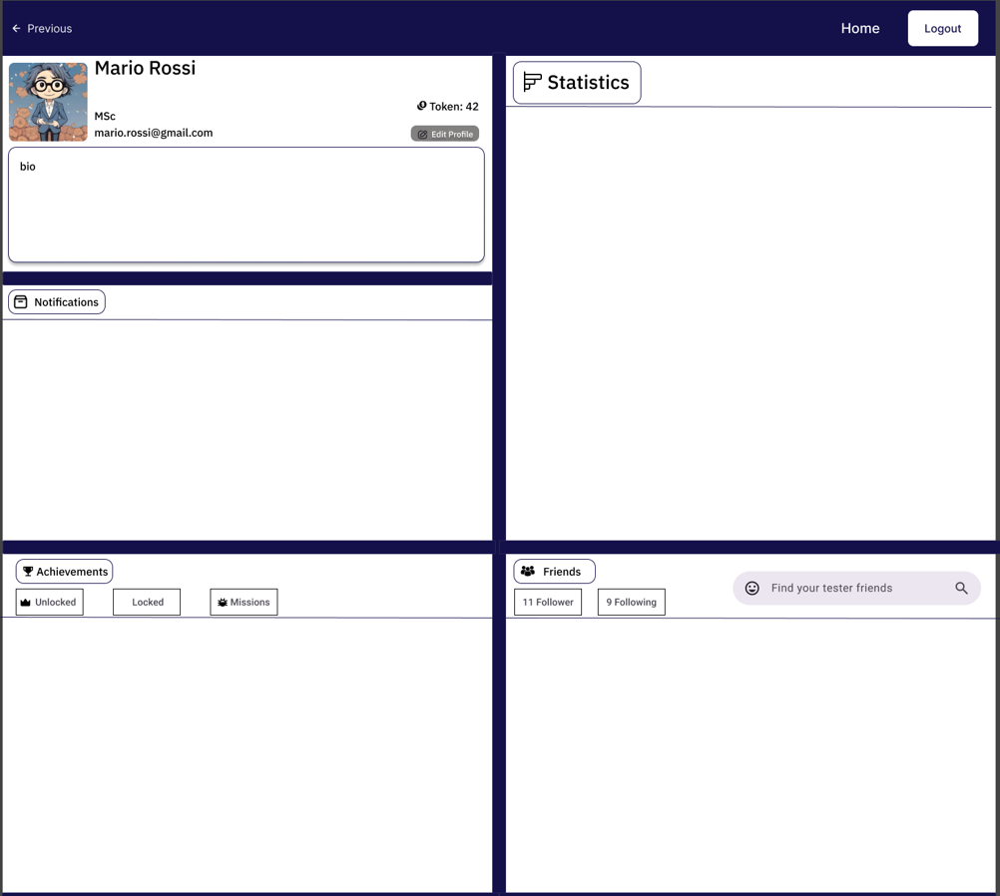 Previous
Home
Logout
Mario Rossi
Token: 42
MSc
mario.rossi@gmail.com
Edit Profile
bio
Notifications
Statistics
Achievements
Unlocked
Locked
Missions
Friends
11 Follower
9 Following
Find your tester friends